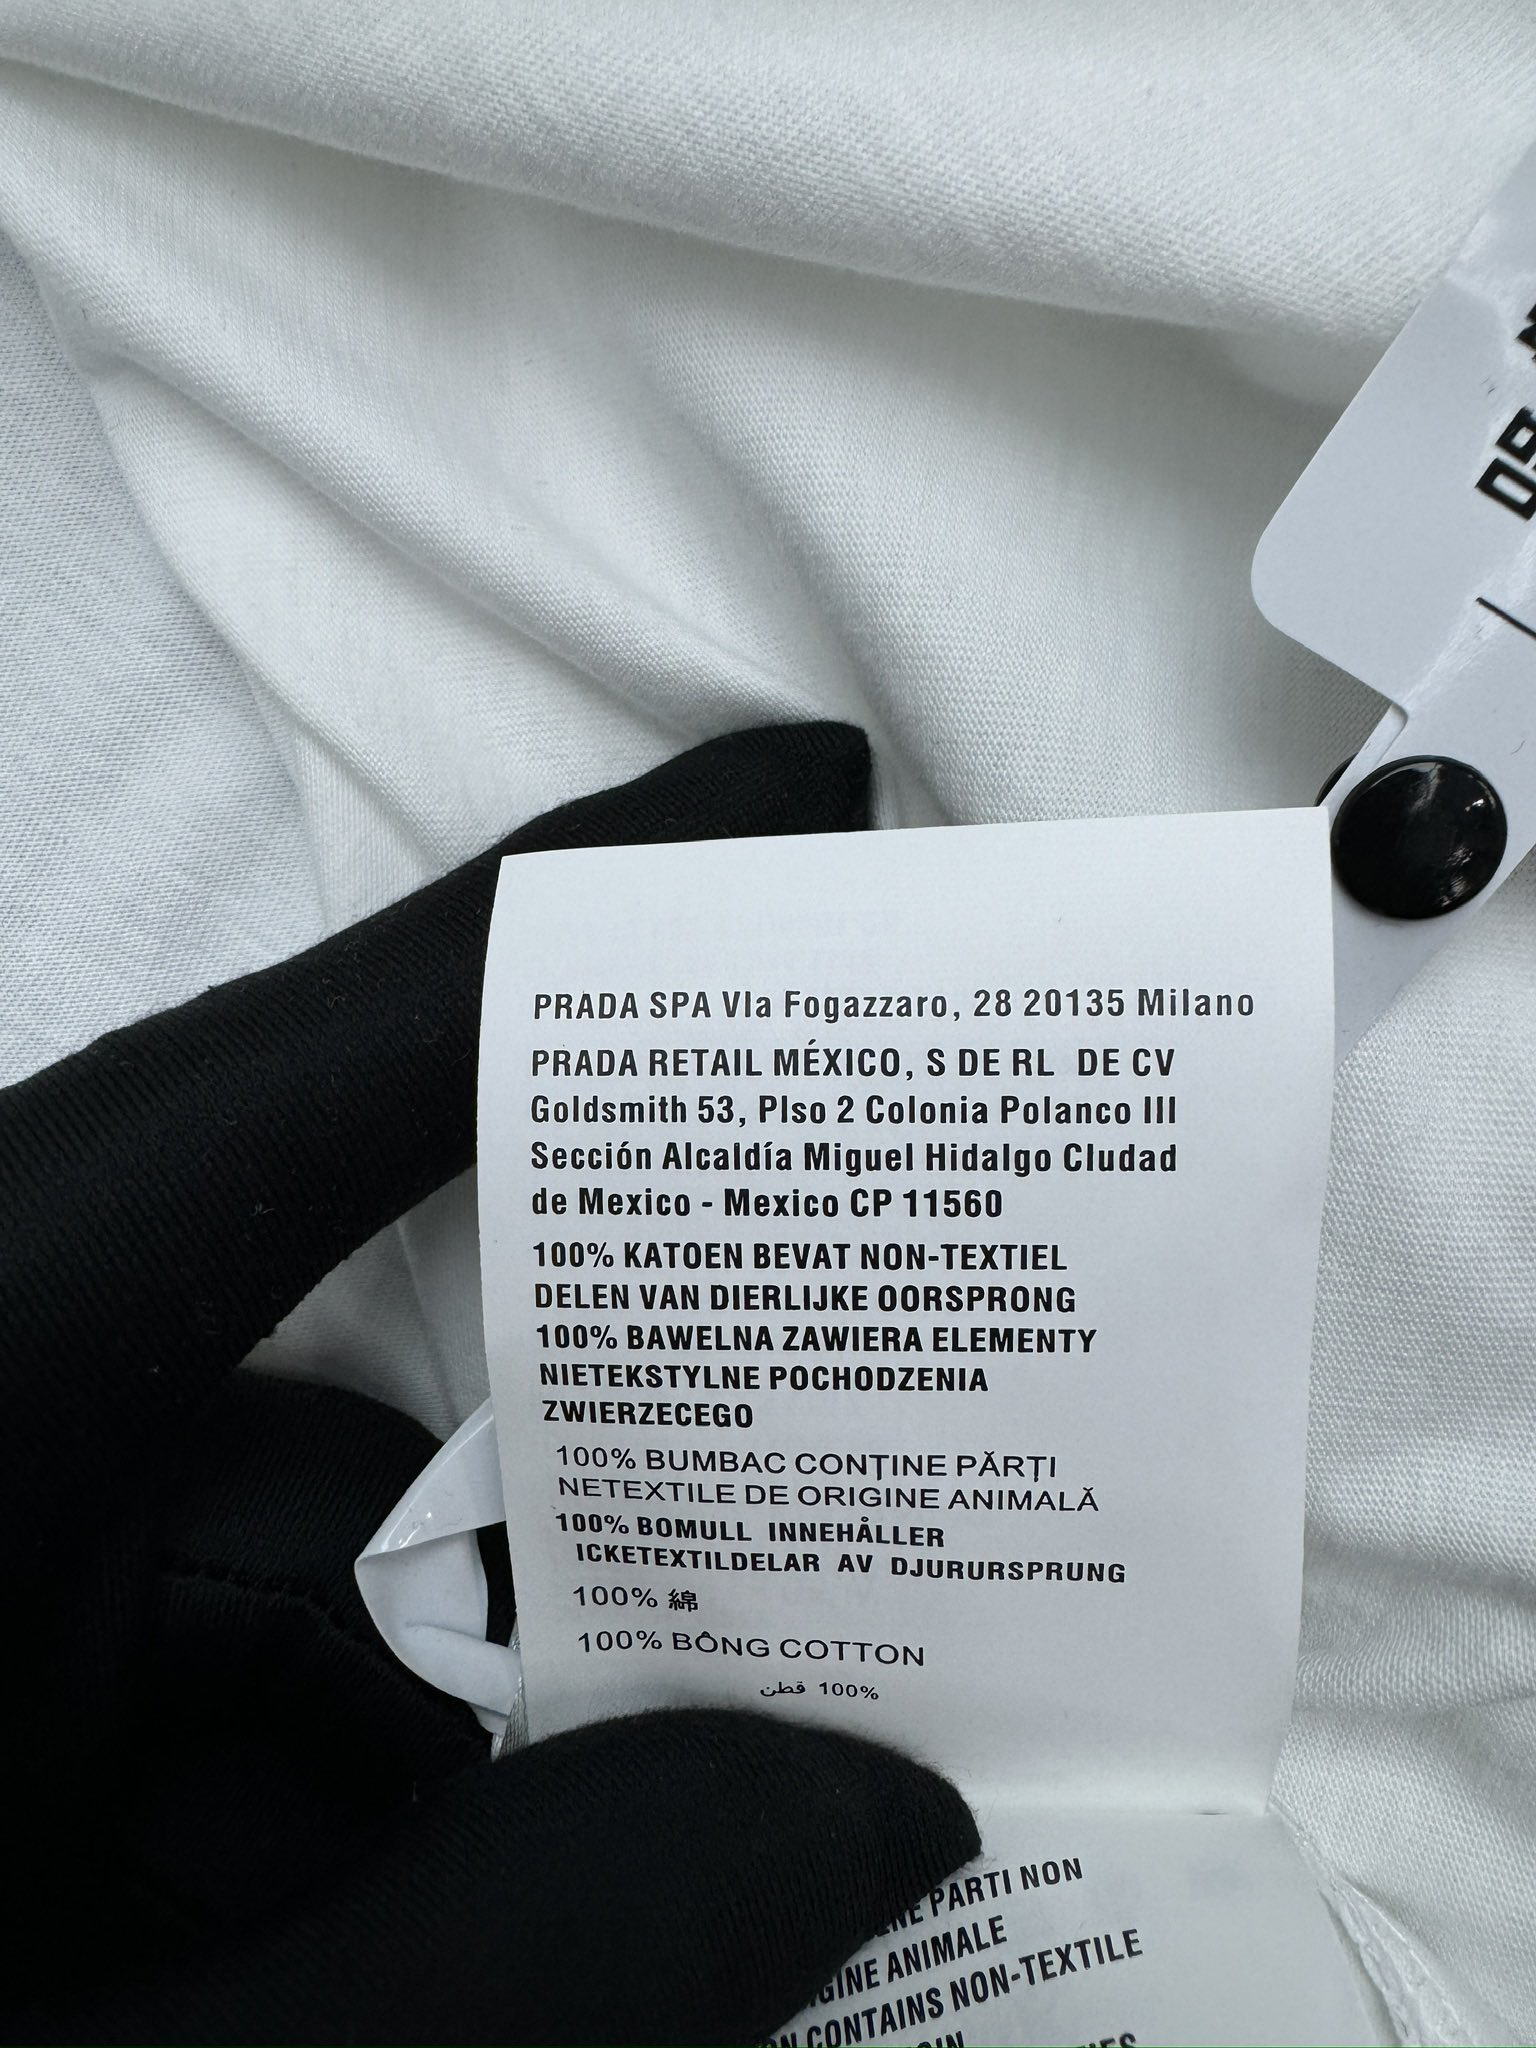 PRADA SPA VIa Fogazzaro, 28 20135 Milano
PRADA RETAIL MÉXICO, S DE RL DE CV
Goldsmith 53, PIso 2 Colonia Polanco III
Sección Alcaldía Miguel Hidalgo CIudad
de Mexico - Mexico CP 11560
100% KATOEN BEVAT NON-TEXTIEL
DELEN VAN DIERLIJKE OORSPRONG
100% BAWELNA ZAWIERA ELEMENTY
NIETEKSTYLNE POCHODZENIA
ZWIERZECEGO
100% BUMBAC CONȚINE PĂRȚI
NETEXTILE DE ORIGINE ANIMALĂ
100% BOMULL INNEHÅLLER
ICKETEXTILDELAR AV DJURURSPRUNG
100% 綿
100% BÔNG COTTON
100% قطن
PARTI NON
ANIMALE
CONTAINS NON-TEXTILE